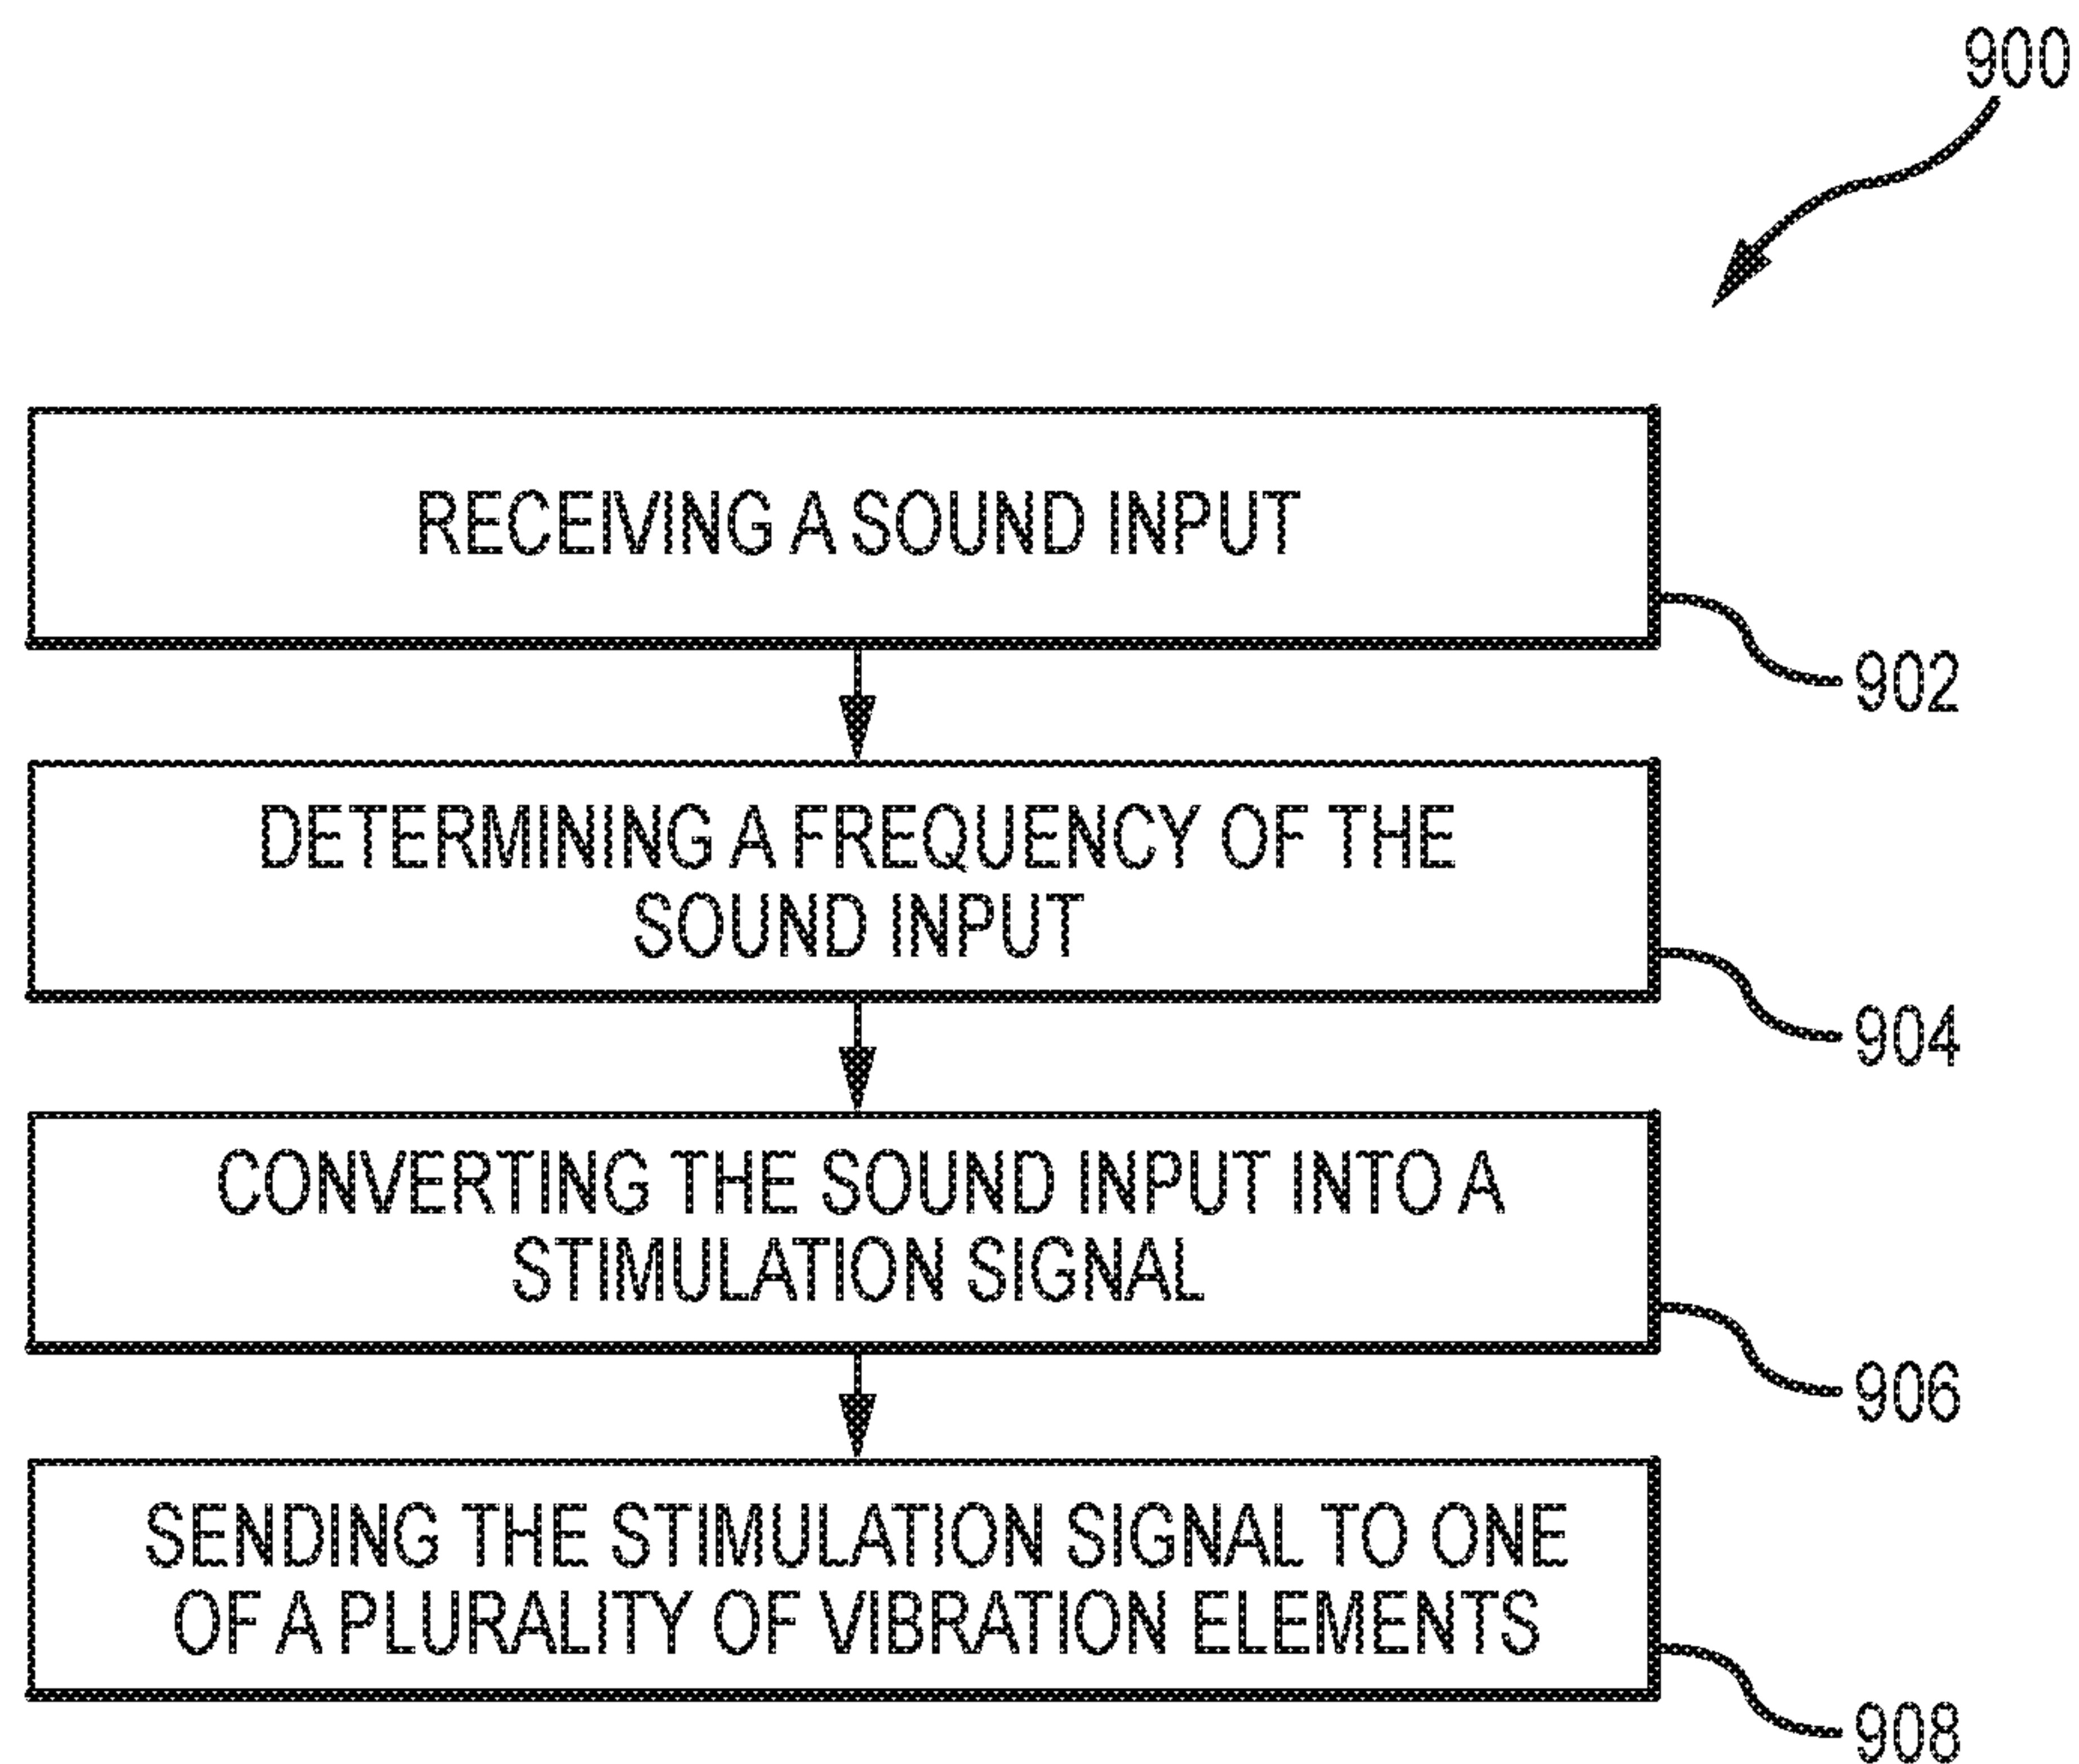 900
RECEIVING A SOUND INPUT
902
DETERMINING A FREQUENCY OF THE
SOUND INPUT
904
CONVERTING THE SOUND INPUT INTO A
STIMULATION SIGNAL
906
SENDING THE STIMULATION SIGNAL TO ONE
OF A PLURALITY OF VIBRATION ELEMENTS
908